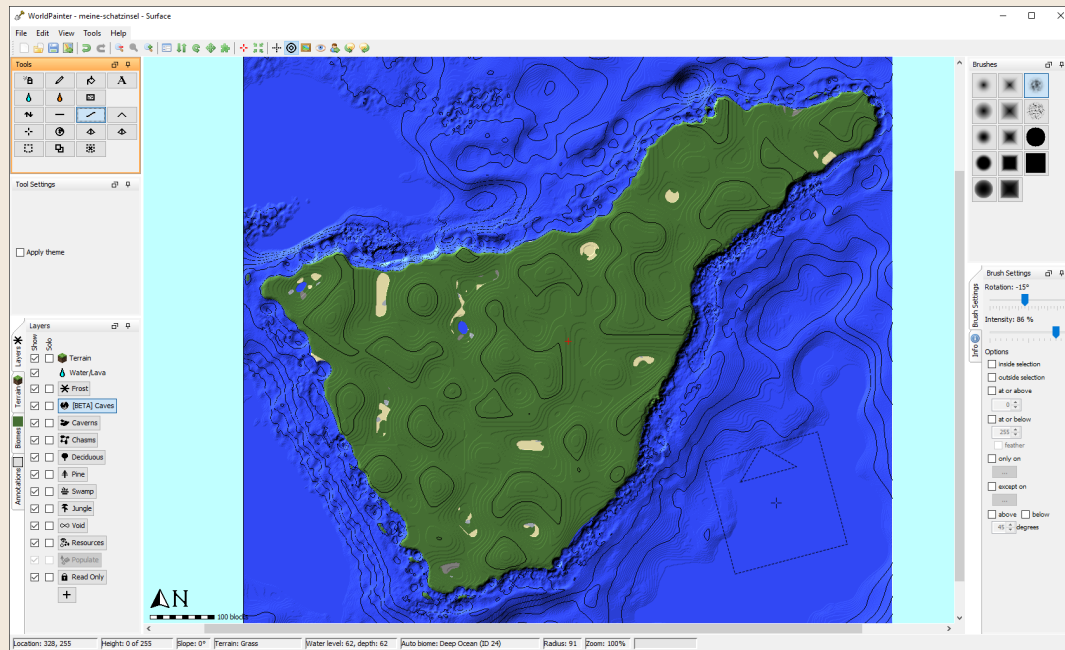 WorldPainter - meine-schatzinsel - Surface
File Edit View Tools Help
Tools
A
Tool Settings
Apply theme
Layers
Show
Solo
Terrain
Water/Lava
Frost
[BETA] Caves
Caverns
Chasms
Deciduous
Pine
Swamp
Jungle
Void
Resources
Populate
Read Only
+
Layers
Terrain
Biomes
Annotations
N
100 blocks
Brushes
Brush Settings
Info
Brush Settings
Rotation: -15°
Intensity: 86 %
Options
inside selection
outside selection
at or above
0
at or below
255
feather
only on
...
except on
...
above below
45 degrees
Location: 328, 255 Height: 0 of 255 Slope: 0° Terrain: Grass Water level: 62, depth: 62 Auto biome: Deep Ocean (ID 24) Radius: 91 Zoom: 100%